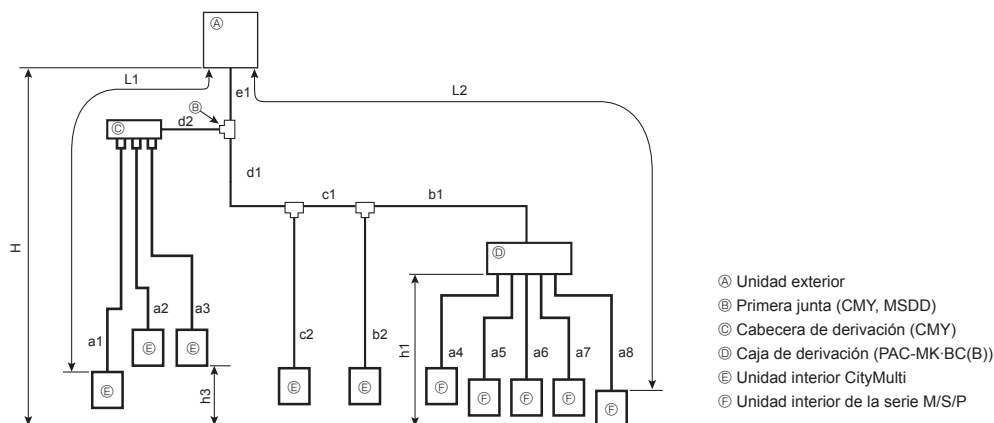 Ⓐ
L1
e1
L2
Ⓑ
d2
Ⓒ
d1
c1
b1
H
Ⓓ
a1
a2
a3
Ⓔ
Ⓔ
Ⓔ
h3
c2
b2
Ⓔ
Ⓔ
h1
a4
a5
a6
a7
a8
Ⓕ
Ⓕ
Ⓕ
Ⓕ
Ⓕ
Ⓐ Unidad exterior
Ⓑ Primera junta (CMY, MSDD)
Ⓒ Cabecera de derivación (CMY)
Ⓓ Caja de derivación (PAC-MK·BC(B))
Ⓔ Unidad interior CityMulti
Ⓕ Unidad interior de la serie M/S/P